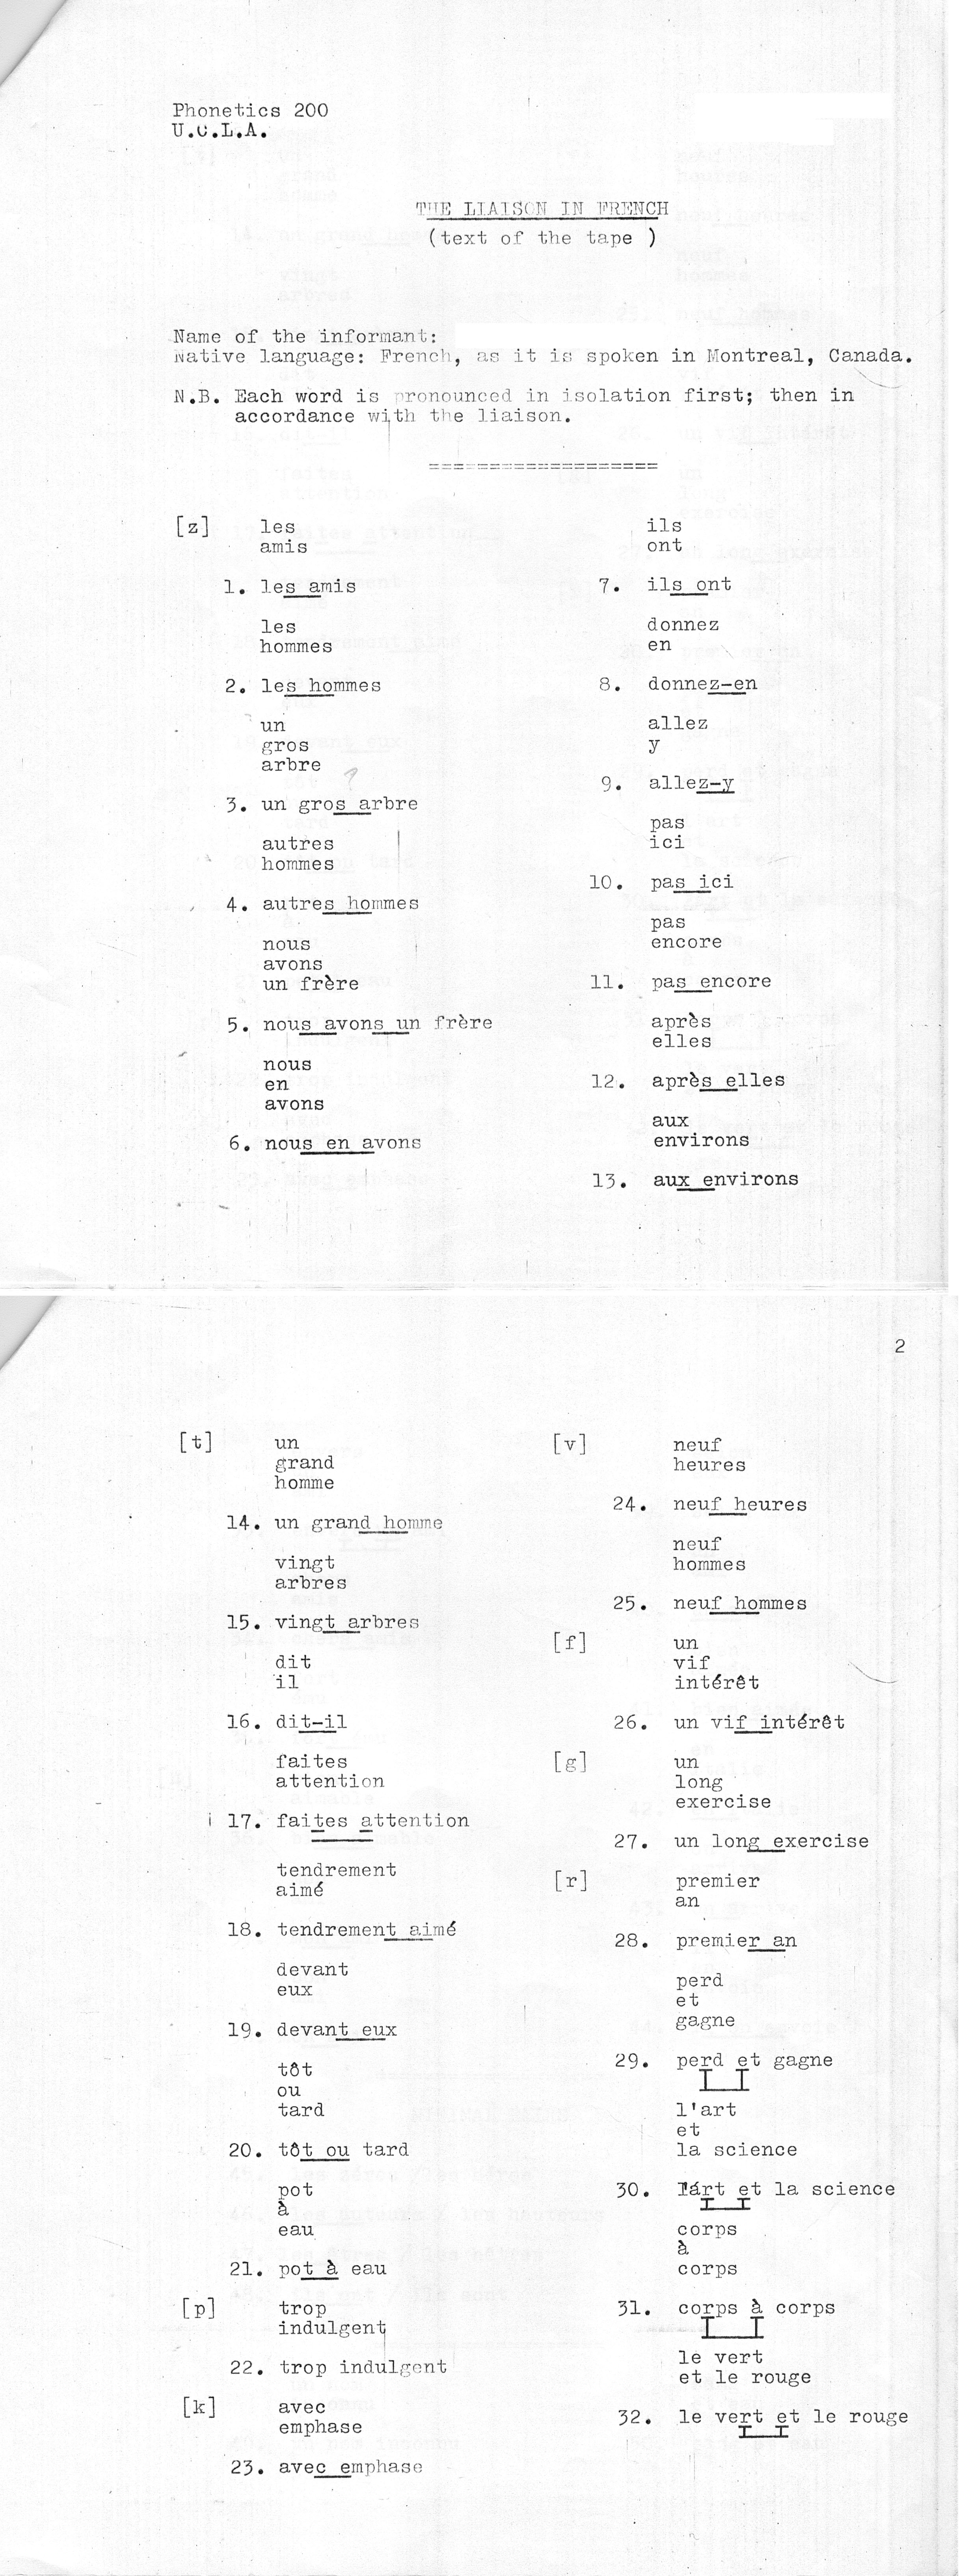 Phonetics 200
U.C.L.A.
THE LIAISON IN FRENCH
(text of the tape )
Name of the informant:
Native language: French, as it is spoken in Montreal, Canada.
N.B. Each word is pronounced in isolation first; then in
accordance with the liaison.
===================
[z] les
amis
1. les amis
les
hommes
2. les hommes
un
gros
arbre
?
3. un gros arbre
autres
hommes
4. autres hommes
nous
avons
un frère
5. nous avons un frère
nous
en
avons
6. nous en avons
ils
ont
7. ils ont
donnez
en
8. donnez-en
allez
y
9. allez-y
pas
ici
10. pas ici
pas
encore
11. pas encore
après
elles
12. après elles
aux
environs
13. aux environs
2
[t] un
grand
homme
14. un grand homme
vingt
arbres
15. vingt arbres
dit
il
16. dit-il
faites
attention
17. faites attention
tendrement
aimé
18. tendrement aimé
devant
eux
19. devant eux
tôt
ou
tard
20. tôt ou tard
pot
à
eau
21. pot à eau
[p] trop
indulgent
22. trop indulgent
[k] avec
emphase
23. avec emphase
[v] neuf
heures
24. neuf heures
neuf
hommes
25. neuf hommes
[f] un
vif
intérêt
26. un vif intérêt
[g] un
long
exercise
27. un long exercise
[r] premier
an
28. premier an
perd
et
gagne
29. perd et gagne
l'art
et
la science
30. l'árt et la science
corps
à
corps
31. corps à corps
le vert
et le rouge
32. le vert et le rouge